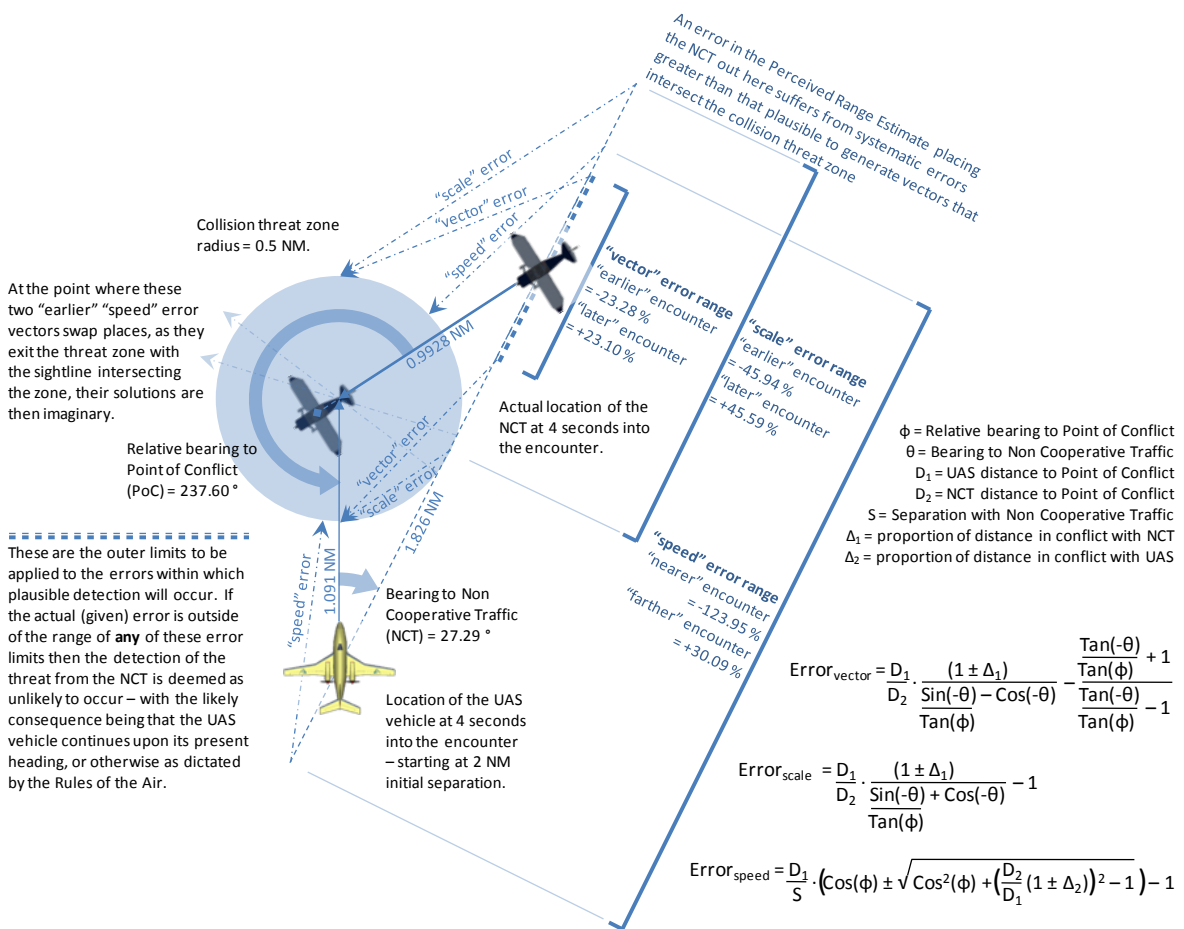 An error in the Perceived Range Estimate placing
the NCT out here suffers from systematic errors
greater than that plausible to generate vectors that
intersect the collision threat zone
"scale" error
"vector" error
"speed" error
Collision threat zone
radius = 0.5 NM.
At the point where these
two "earlier" "speed" error
vectors swap places, as they
exit the threat zone with
the sightline intersecting
the zone, their solutions are
then imaginary.
0.9928 NM
"vector" error range
"earlier" encounter
= -23.28 %
"later" encounter
= +23.10 %
"scale" error range
"earlier" encounter
= -45.94 %
"later" encounter
= +45.59 %
Actual location of the
NCT at 4 seconds into
the encounter.
Relative bearing to
Point of Conflict
(PoC) = 237.60 °
"vector" error
"scale" error
1.826 NM
ϕ = Relative bearing to Point of Conflict
θ = Bearing to Non Cooperative Traffic
D₁ = UAS distance to Point of Conflict
D₂ = NCT distance to Point of Conflict
S = Separation with Non Cooperative Traffic
Δ₁ = proportion of distance in conflict with NCT
Δ₂ = proportion of distance in conflict with UAS
These are the outer limits to be
applied to the errors within which
plausible detection will occur. If
the actual (given) error is outside
of the range of any of these error
limits then the detection of the
threat from the NCT is deemed as
unlikely to occur – with the likely
consequence being that the UAS
vehicle continues upon its present
heading, or otherwise as dictated
by the Rules of the Air.
"speed" error
1.091 NM
Bearing to Non
Cooperative Traffic
(NCT) = 27.29 °
"speed" error range
"nearer" encounter
= -123.95 %
"farther" encounter
= +30.09 %
Location of the UAS
vehicle at 4 seconds
into the encounter
– starting at 2 NM
initial separation.
Error_vector = D₁/D₂ · (1 ± Δ₁)/(Sin(-θ)/Tan(ϕ) – Cos(-θ)) – (Tan(-θ)/Tan(ϕ) + 1)/(Tan(-θ)/Tan(ϕ) – 1)
Error_scale = D₁/D₂ · (1 ± Δ₁)/(Sin(-θ)/Tan(ϕ) + Cos(-θ)) – 1
Error_speed = D₁/S · (Cos(ϕ) ± √(Cos²(ϕ) + (D₂/D₁ (1 ± Δ₂))² – 1)) – 1